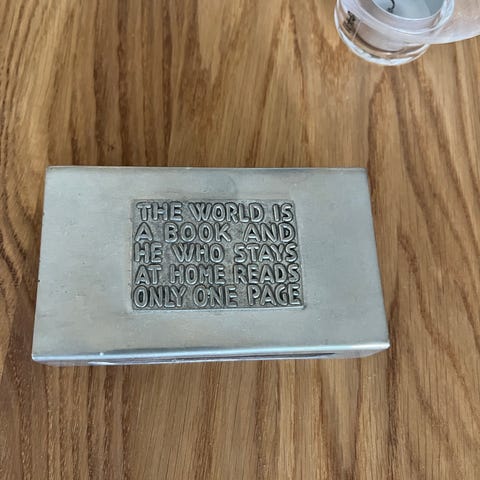 THE WORLD IS
A BOOK AND
HE WHO STAYS
AT HOME READS
ONLY ONE PAGE